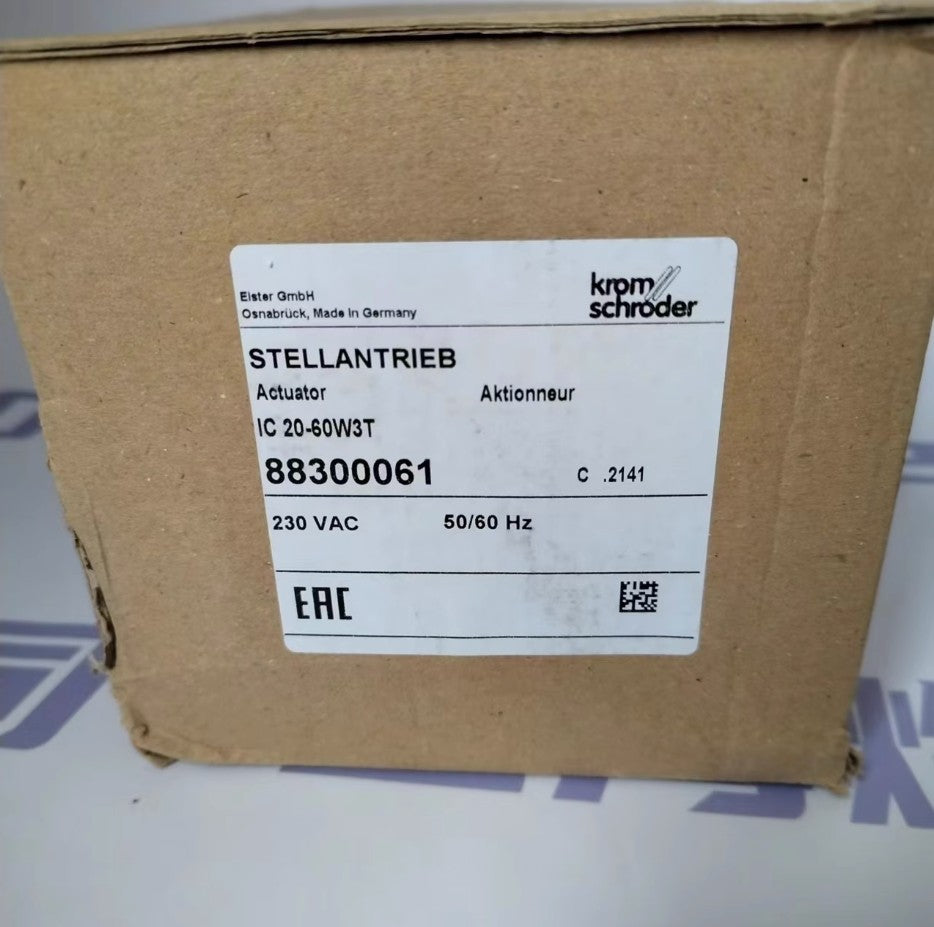 Elster GmbH
Osnabrück, Made in Germany
krom
schroder
STELLANTRIEB
Actuator Aktionneur
IC 20-60W3T
88300061 C .2141
230 VAC 50/60 Hz
EAC